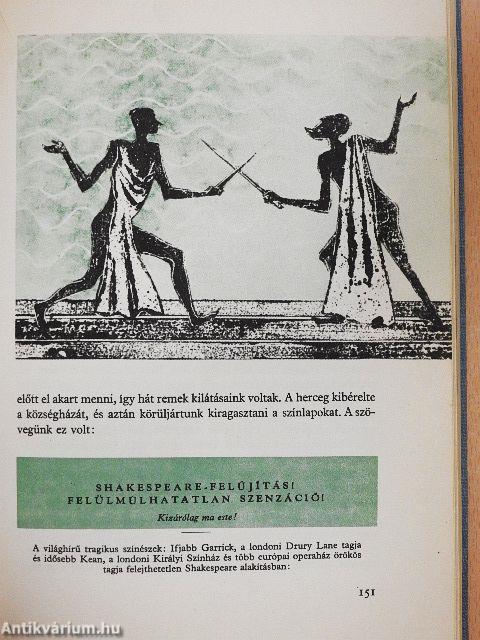 előtt el akart menni, így hát remek kilátásaink voltak. A herceg kibérelte
a községházát, és aztán körüljártunk kiragasztani a színlapokat. A szö-
vegünk ez volt:
SHAKESPEARE-FELÚJÍTÁS!
FELÜLMÚLHATATLAN SZENZÁCIÓ!
Kizárólag ma este!
A világhírű tragikus színészek: Ifjabb Garrick, a londoni Drury Lane tagja
és idősebb Kean, a londoni Királyi Színház és több európai operaház örökös
tagja felejthetetlen Shakespeare alakításban:
151
Antikvárium.hu